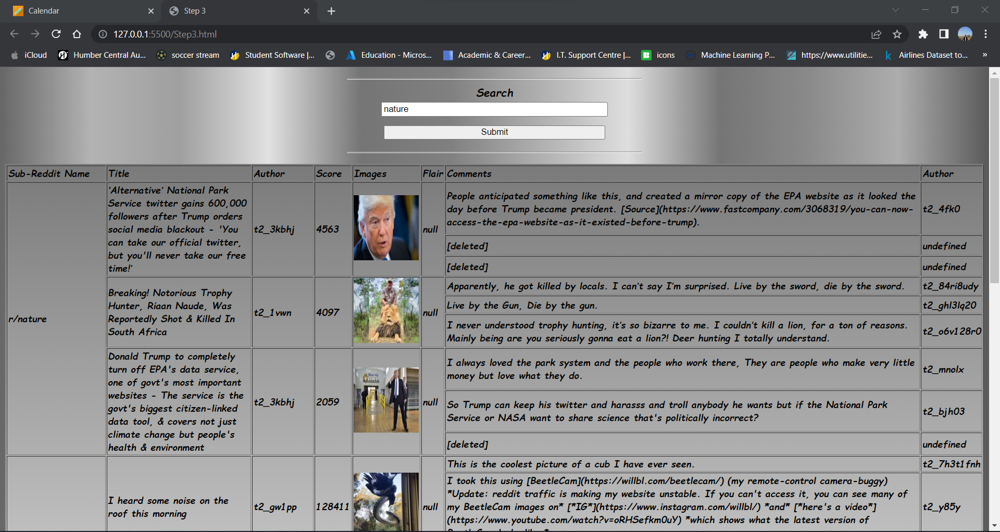 Calendar
Step 3
127.0.0.1:5500/Step3.html
iCloud
Humber Central Au...
soccer stream
Student Software |...
Education - Micros...
Academic & Career...
I.T. Support Centre |...
icons
Machine Learning P...
https://www.utilitie...
Airlines Dataset to...
»
Search
nature
Submit
Sub-Reddit Name
Title
Author
Score
Images
Flair
Comments
Author
r/nature
'Alternative' National Park
Service twitter gains 600,000
followers after Trump orders
social media blackout - 'You
can take our official twitter,
but you'll never take our free
time!'
t2_3kbhj
4563
null
People anticipated something like this, and created a mirror copy of the EPA website as it looked the
day before Trump became president. [Source](https://www.fastcompany.com/3068319/you-can-now-
access-the-epa-website-as-it-existed-before-trump).
t2_4fk0
[deleted]
undefined
[deleted]
undefined
Breaking! Notorious Trophy
Hunter, Riaan Naude, Was
Reportedly Shot & Killed In
South Africa
t2_1vwn
4097
null
Apparently, he got killed by locals. I can't say I'm surprised. Live by the sword, die by the sword.
t2_84ri8udy
Live by the Gun, Die by the gun.
t2_ghl3lq20
I never understood trophy hunting, it's so bizarre to me. I couldn't kill a lion, for a ton of reasons.
Mainly being are you seriously gonna eat a lion?! Deer hunting I totally understand.
t2_o6v128r0
Donald Trump to completely
turn off EPA's data service,
one of govt's most important
websites - The service is the
govt's biggest citizen-linked
data tool, & covers not just
climate change but people's
health & environment
t2_3kbhj
2059
null
I always loved the park system and the people who work there, They are people who make very little
money but love what they do.
t2_mnolx
So Trump can keep his twitter and harasss and troll anybody he wants but if the National Park
Service or NASA want to share science that's politically incorrect?
t2_bjh03
[deleted]
undefined
I heard some noise on the
roof this morning
t2_gw1pp
128411
null
This is the coolest picture of a cub I have ever seen.
t2_7h3t1fnh
I took this using [BeetleCam](https://willbl.com/beetlecam/) (my remote-control camera-buggy)
*Update: reddit traffic is making my website unstable. If you can't access it, you can see many of
my BeetleCam images on* [*IG*](https://www.instagram.com/willbl/) *and* [*here's a video*]
(https://www.youtube.com/watch?v=oRHSefkm0uY) *which shows what the latest version of
t2_y85y